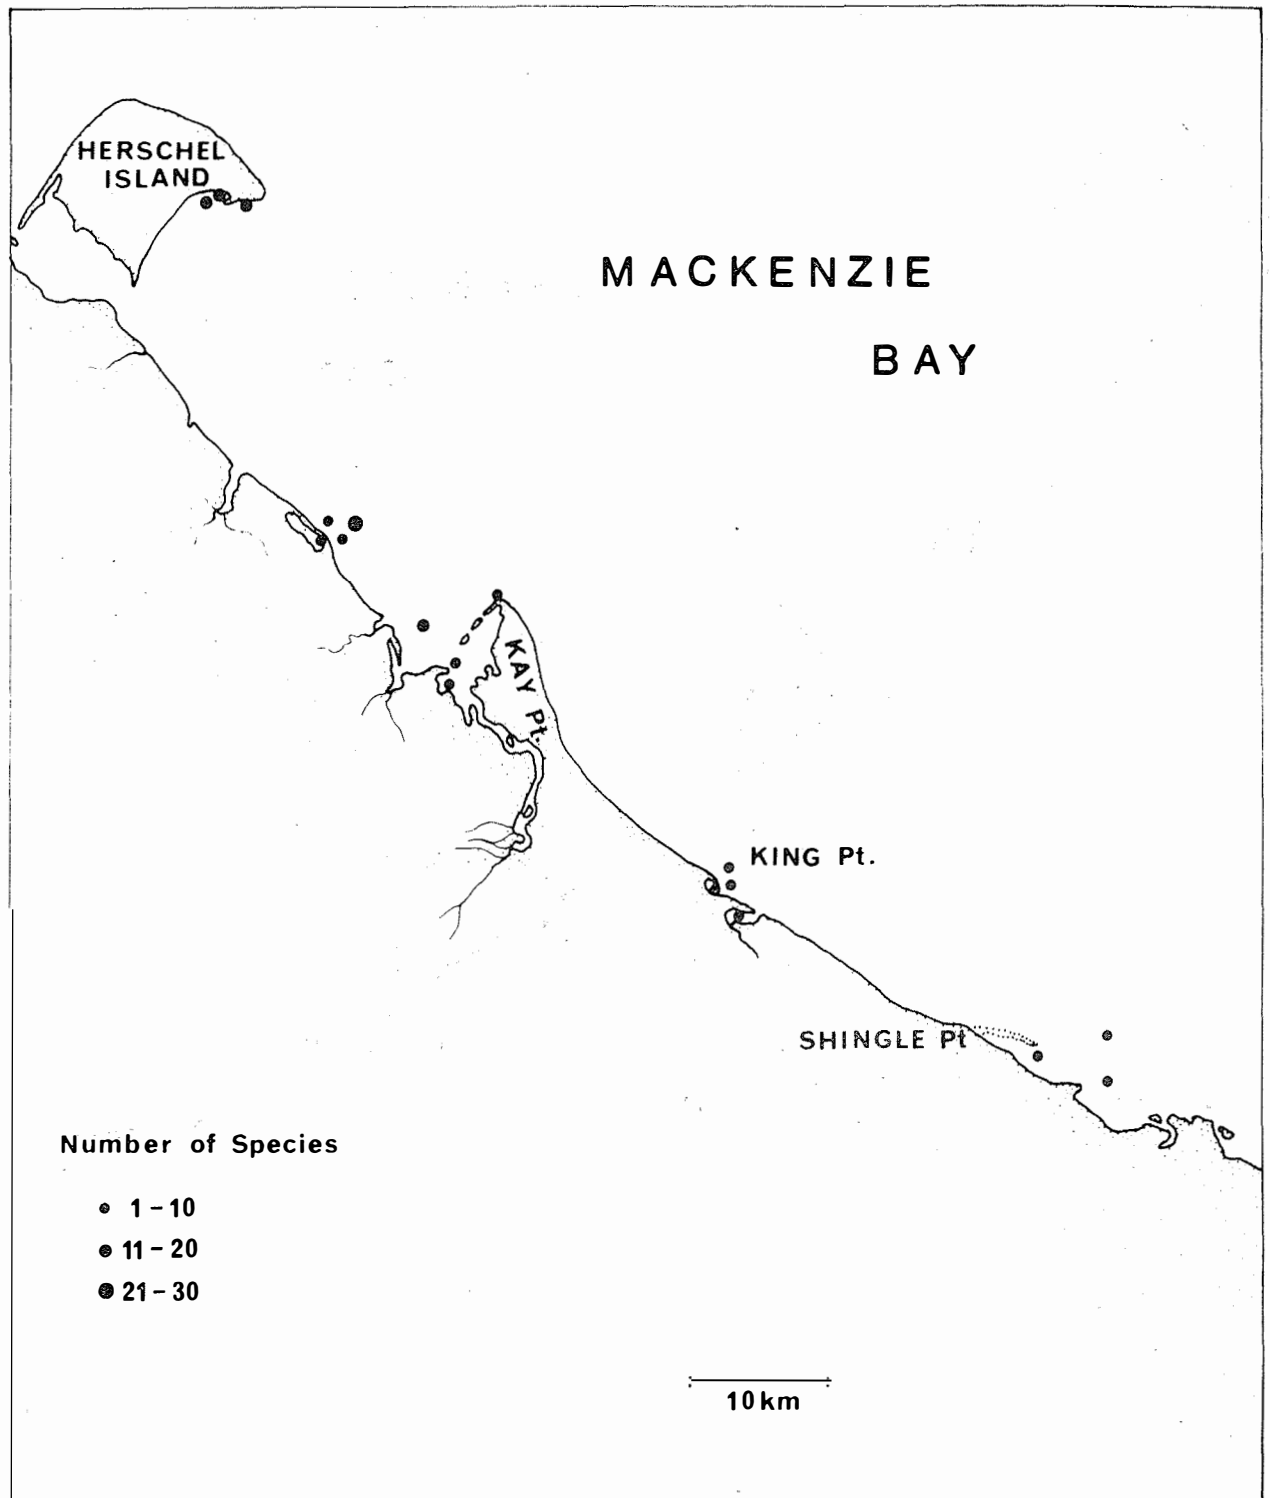 HERSCHEL
ISLAND
MACKENZIE
BAY
KAY Pt.
KING Pt.
SHINGLE Pt
Number of Species
1-10
11-20
21-30
10km